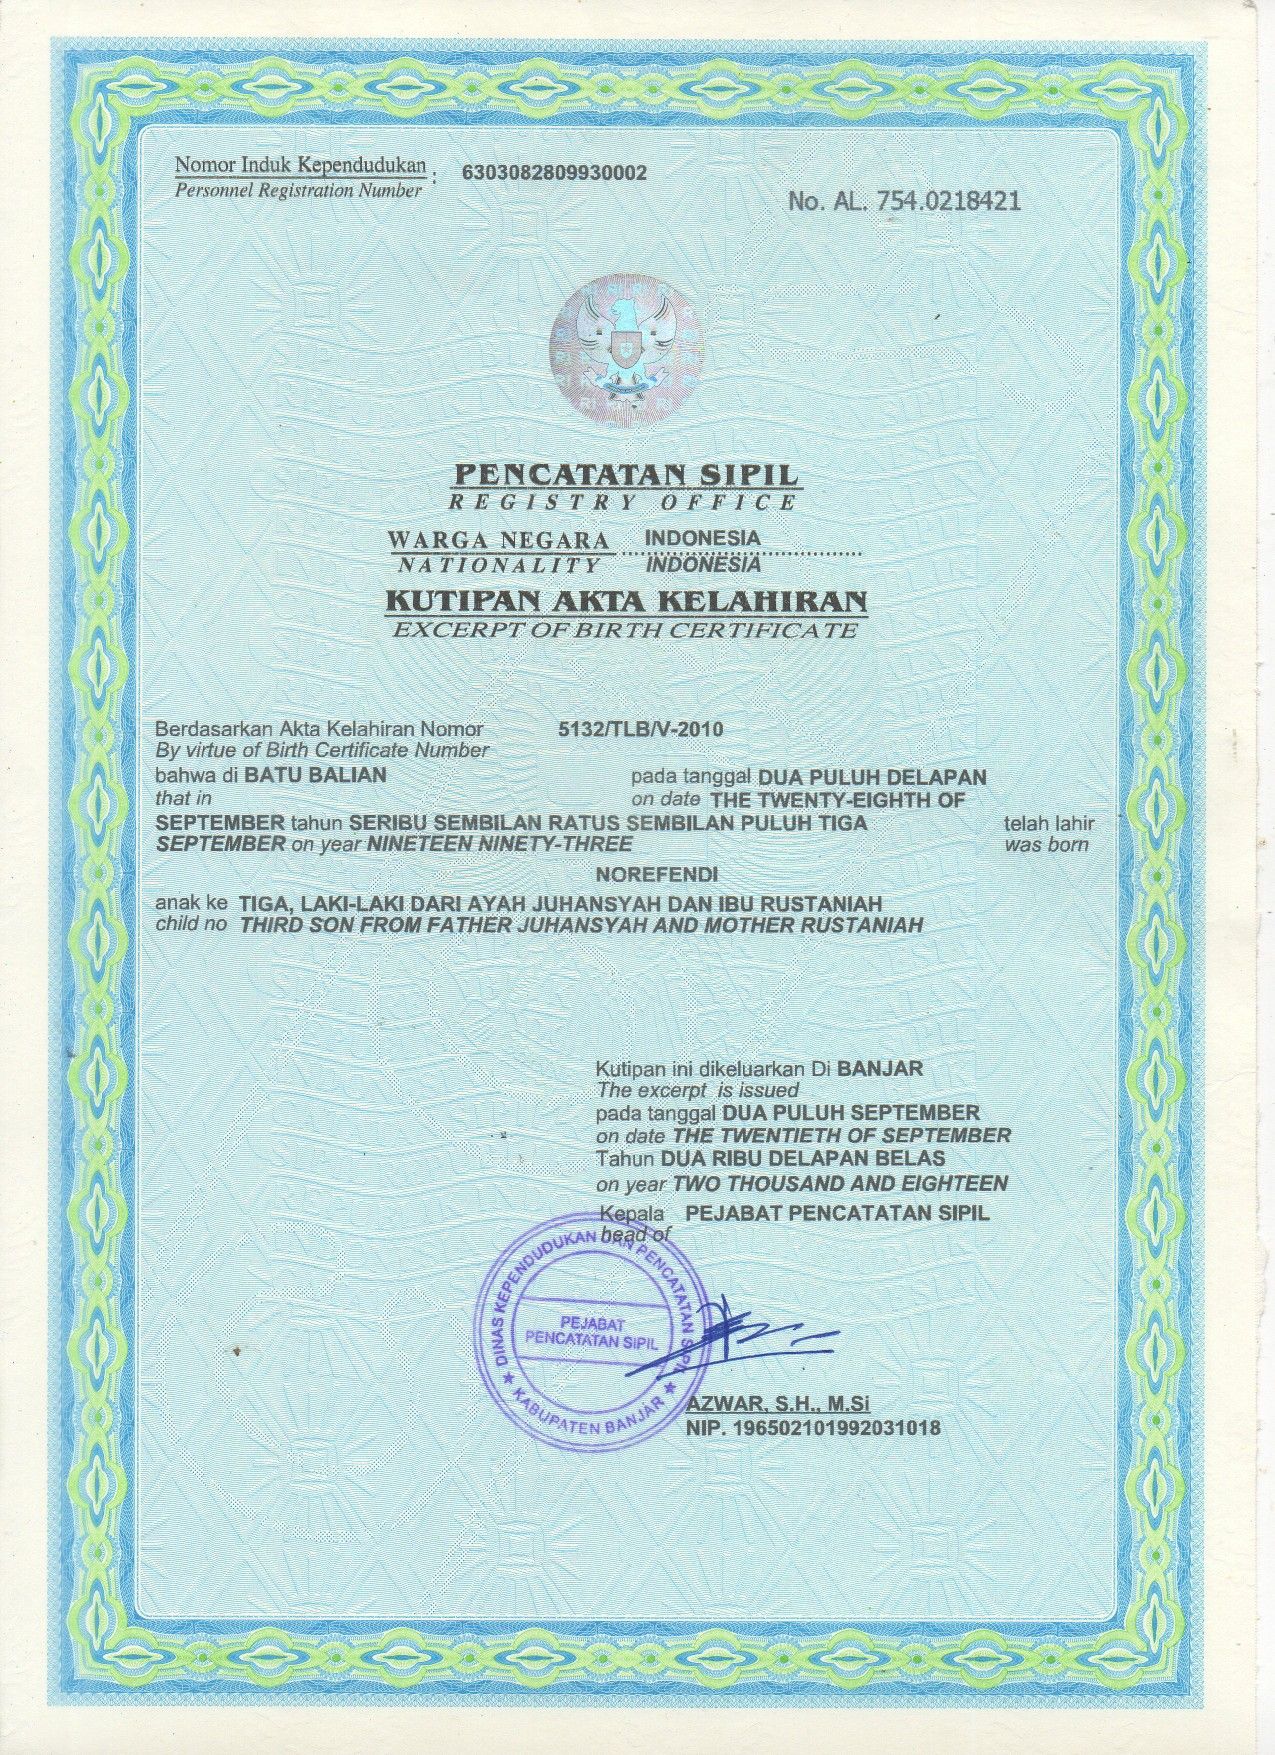 Nomor Induk Kependudukan : 6303082809930002
Personnel Registration Number
No. AL. 754.0218421
PENCATATAN SIPIL
REGISTRY OFFICE
WARGA NEGARA INDONESIA
NATIONALITY INDONESIA
KUTIPAN AKTA KELAHIRAN
EXCERPT OF BIRTH CERTIFICATE
Berdasarkan Akta Kelahiran Nomor 5132/TLB/V-2010
By virtue of Birth Certificate Number
bahwa di BATU BALIAN pada tanggal DUA PULUH DELAPAN
that in on date THE TWENTY-EIGHTH OF
SEPTEMBER tahun SERIBU SEMBILAN RATUS SEMBILAN PULUH TIGA telah lahir
SEPTEMBER on year NINETEEN NINETY-THREE was born
NOREFENDI
anak ke TIGA, LAKI-LAKI DARI AYAH JUHANSYAH DAN IBU RUSTANIAH
child no THIRD SON FROM FATHER JUHANSYAH AND MOTHER RUSTANIAH
Kutipan ini dikeluarkan Di BANJAR
The excerpt is issued
pada tanggal DUA PULUH SEPTEMBER
on date THE TWENTIETH OF SEPTEMBER
Tahun DUA RIBU DELAPAN BELAS
on year TWO THOUSAND AND EIGHTEEN
Kepala PEJABAT PENCATATAN SIPIL
head of
DINAS KEPENDUDUKAN DAN PENCATATAN SIPIL
PEJABAT
PENCATATAN SIPIL
KABUPATEN BANJAR
AZWAR, S.H., M.Si
NIP. 196502101992031018